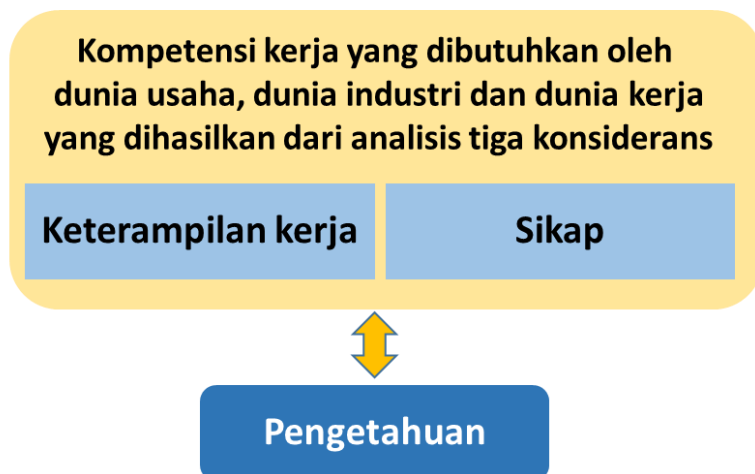 Kompetensi kerja yang dibutuhkan oleh
dunia usaha, dunia industri dan dunia kerja
yang dihasilkan dari analisis tiga considerans
Keterampilan kerja
Sikap
Pengetahuan